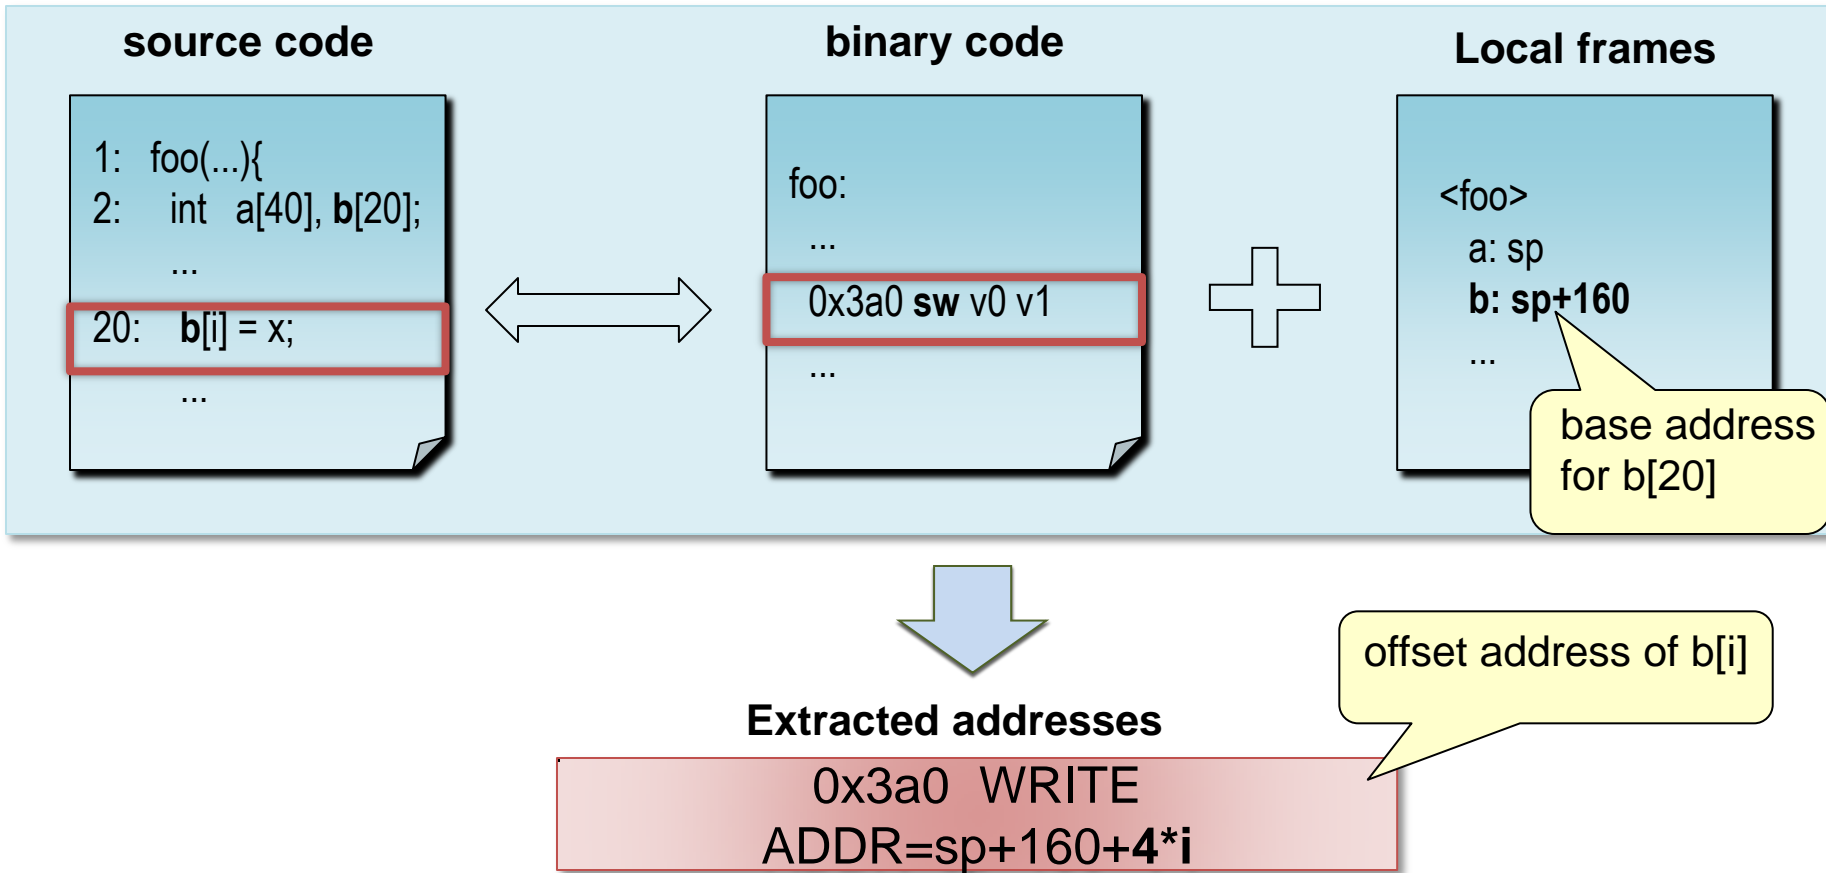 source code
1: foo(...){
2: int a[40], b[20];
...
20: b[i] = x;
...
binary code
foo:
...
0x3a0 sw v0 v1
...
Local frames
<foo>
a: sp
b: sp+160
...
base address
for b[20]
offset address of b[i]
Extracted addresses
0x3a0 WRITE
ADDR=sp+160+4*i